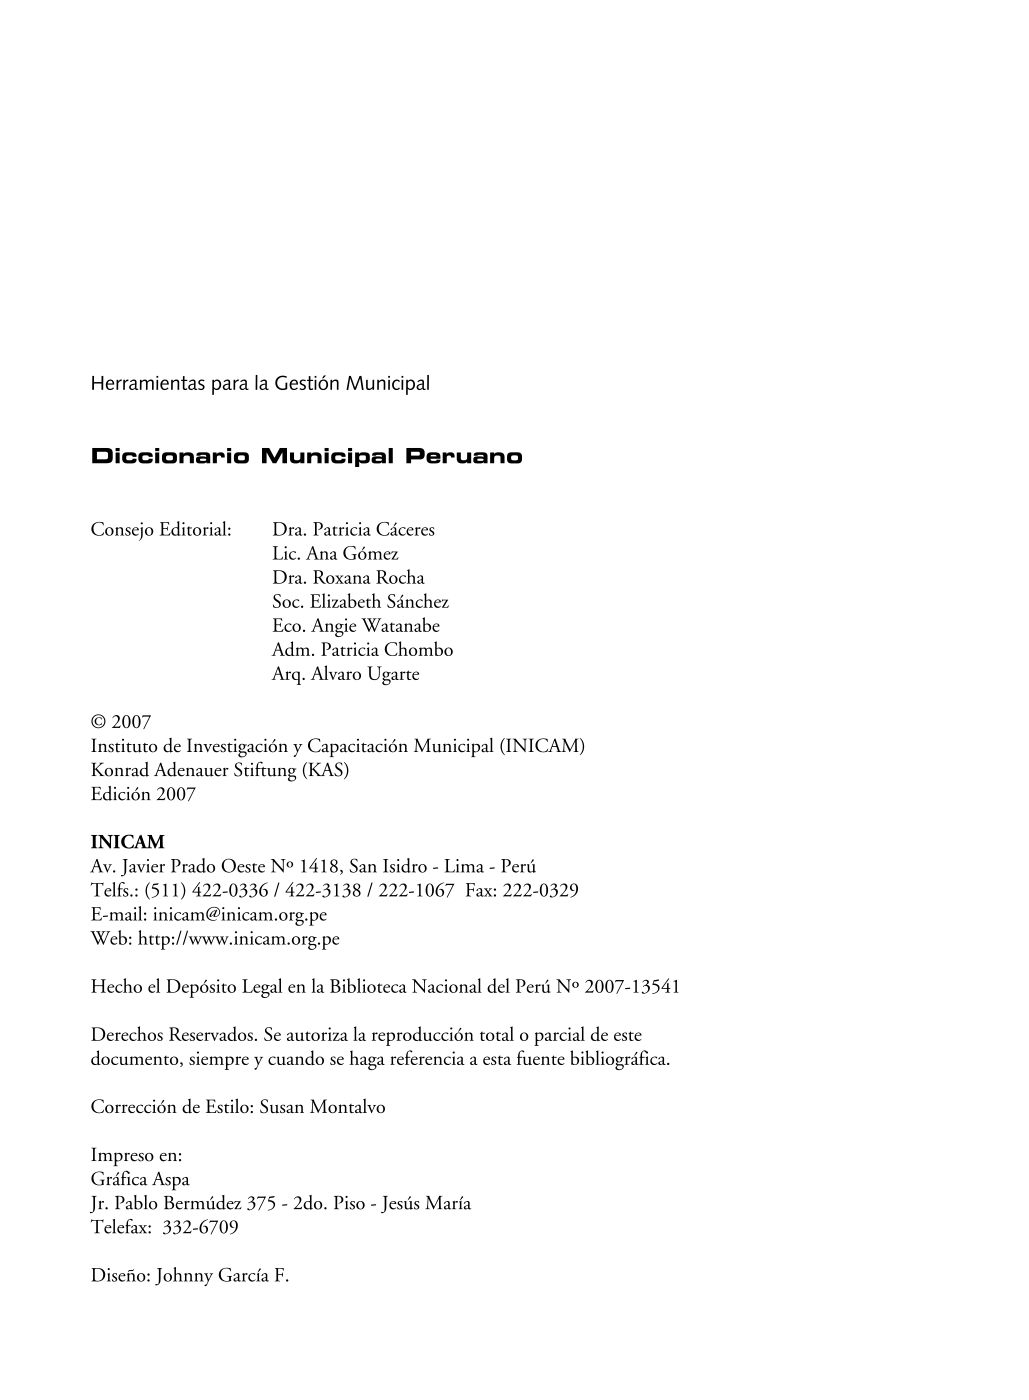 Herramientas para la Gestión Municipal
Diccionario Municipal Peruano
Consejo Editorial: Dra. Patricia Cáceres
Lic. Ana Gómez
Dra. Roxana Rocha
Soc. Elizabeth Sánchez
Eco. Angie Watanabe
Adm. Patricia Chombo
Arq. Alvaro Ugarte
© 2007
Instituto de Investigación y Capacitación Municipal (INICAM)
Konrad Adenauer Stiftung (KAS)
Edición 2007
INICAM
Av. Javier Prado Oeste Nº 1418, San Isidro - Lima - Perú
Telfs.: (511) 422-0336 / 422-3138 / 222-1067 Fax: 222-0329
E-mail: inicam@inicam.org.pe
Web: http://www.inicam.org.pe
Hecho el Depósito Legal en la Biblioteca Nacional del Perú Nº 2007-13541
Derechos Reservados. Se autoriza la reproducción total o parcial de este
documento, siempre y cuando se haga referencia a esta fuente bibliográfica.
Corrección de Estilo: Susan Montalvo
Impreso en:
Gráfica Aspa
Jr. Pablo Bermúdez 375 - 2do. Piso - Jesús María
Telefax: 332-6709
Diseño: Johnny García F.